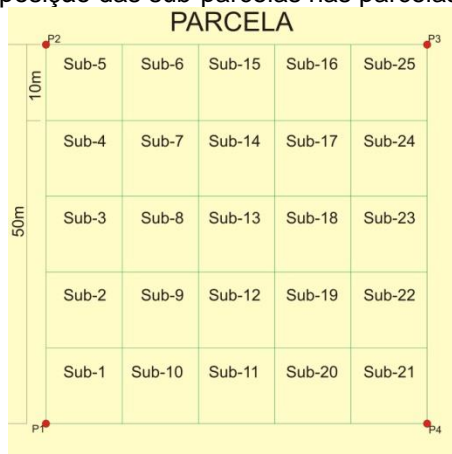 posição das sub-parcelas nas parcelas
PARCELA
P2
P3
10m
Sub-5 Sub-6 Sub-15 Sub-16 Sub-25
Sub-4 Sub-7 Sub-14 Sub-17 Sub-24
50m
Sub-3 Sub-8 Sub-13 Sub-18 Sub-23
Sub-2 Sub-9 Sub-12 Sub-19 Sub-22
Sub-1 Sub-10 Sub-11 Sub-20 Sub-21
P1
P4